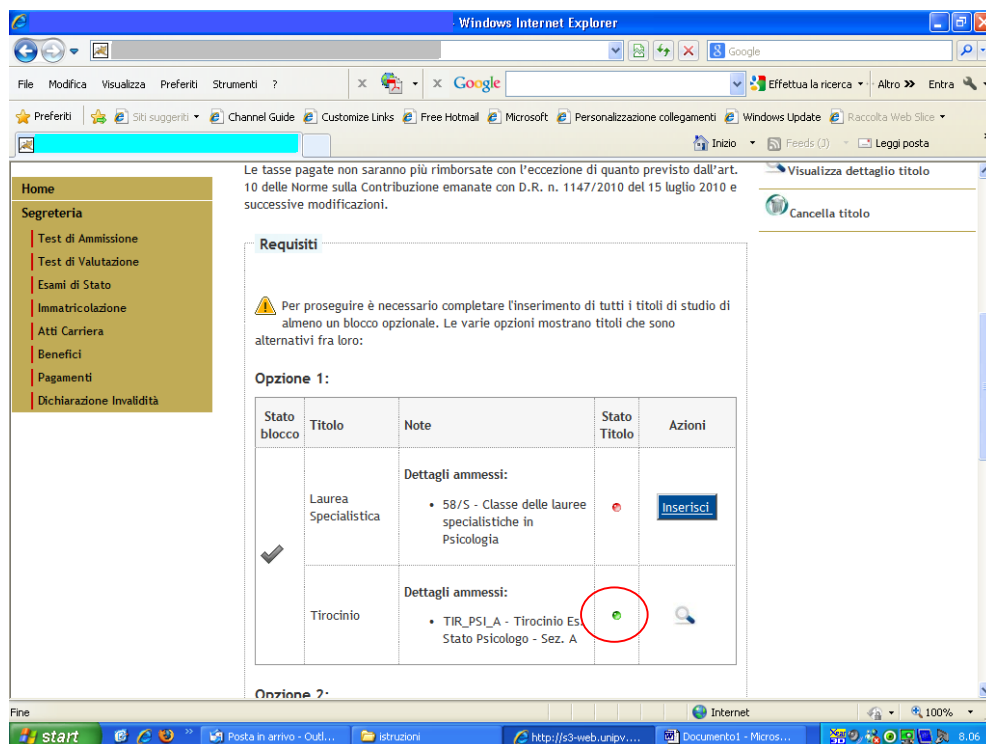 - Windows Internet Explorer
Google
File Modifica Visualizza Preferiti Strumenti ?
x x Google Effettua la ricerca Altro >> Entra
Preferiti Siti suggeriti Channel Guide Customize Links Free Hotmail Microsoft Personalizzazione collegamenti Windows Update Raccolta Web Slice
Inizio Feeds (J) Leggi posta
Home
Segreteria
Test di Ammissione
Test di Valutazione
Esami di Stato
Immatricolazione
Atti Carriera
Benefici
Pagamenti
Dichiarazione Invalidità
Le tasse pagate non saranno più rimborsate con l'eccezione di quanto previsto dall'art.
10 delle Norme sulla Contribuzione emanate con D.R. n. 1147/2010 del 15 luglio 2010 e
successive modificazioni.
Requisiti
Per proseguire è necessario completare l'inserimento di tutti i titoli di studio di
almeno un blocco opzionale. Le varie opzioni mostrano titoli che sono
alternativi fra loro:
Opzione 1:
Stato blocco Titolo Note Stato Titolo Azioni
Laurea
Specialistica
Dettagli ammessi:
• 58/S - Classe delle lauree
specialistiche in
Psicologia
Inserisci
Tirocinio
Dettagli ammessi:
• TIR_PSI_A - Tirocinio Es.
Stato Psicologo - Sez. A
Opzione 2:
Visualizza dettaglio titolo
Cancella titolo
Fine Internet 100%
start Posta in arrivo - Outl... istruzioni http://s3-web.unipv.... Documento1 - Micros... 8.06